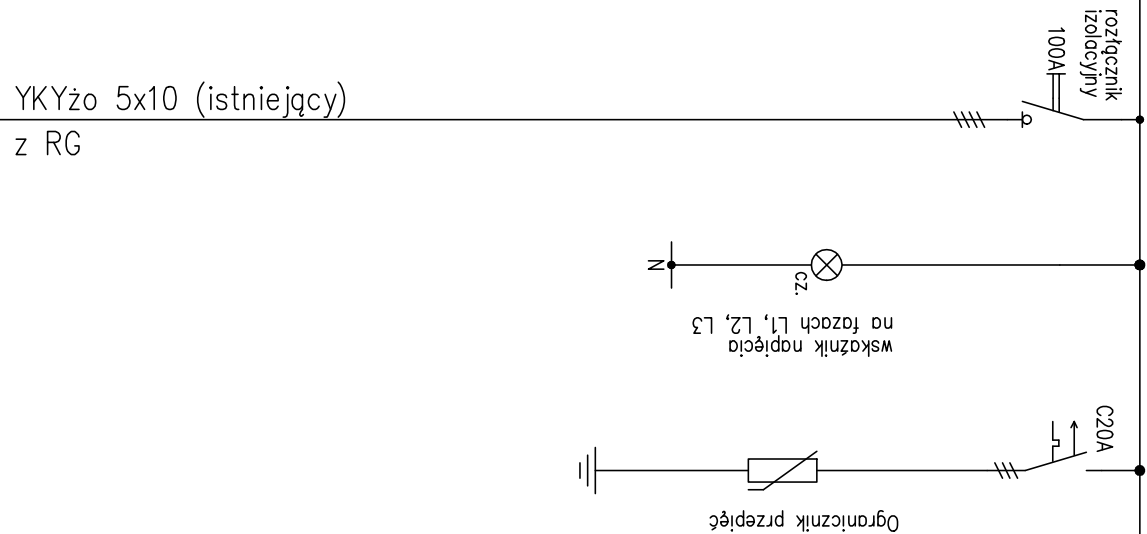 rozłącznik
izolacyjny
100A
YKYżo 5x10 (istniejący)
z RG
N
cz.
wskaźnik napięcia
na fazach L1, L2, L3
C20A
Ogranicznik przepięć